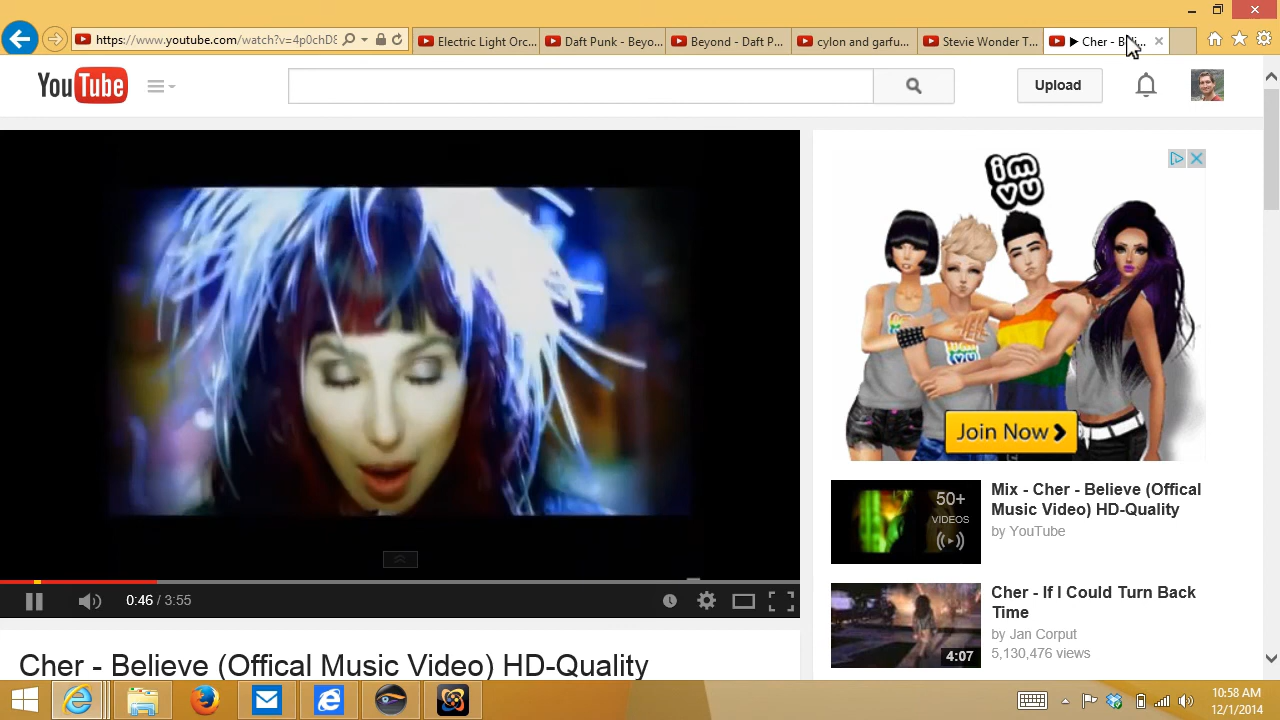 https://www.youtube.com/watch?v=4p0chD8
Electric Light Orc...
Daft Punk - Beyo...
Beyond - Daft P...
cylon and garfu...
Stevie Wonder T...
Cher - Beli...
YouTube
Upload
imvu
Join Now
50+
VIDEOS
Mix - Cher - Believe (Offical
Music Video) HD-Quality
by YouTube
Cher - If I Could Turn Back
Time
by Jan Corput
5,130,476 views
4:07
0:46 / 3:55
Cher - Believe (Offical Music Video) HD-Quality
10:58 AM
12/1/2014